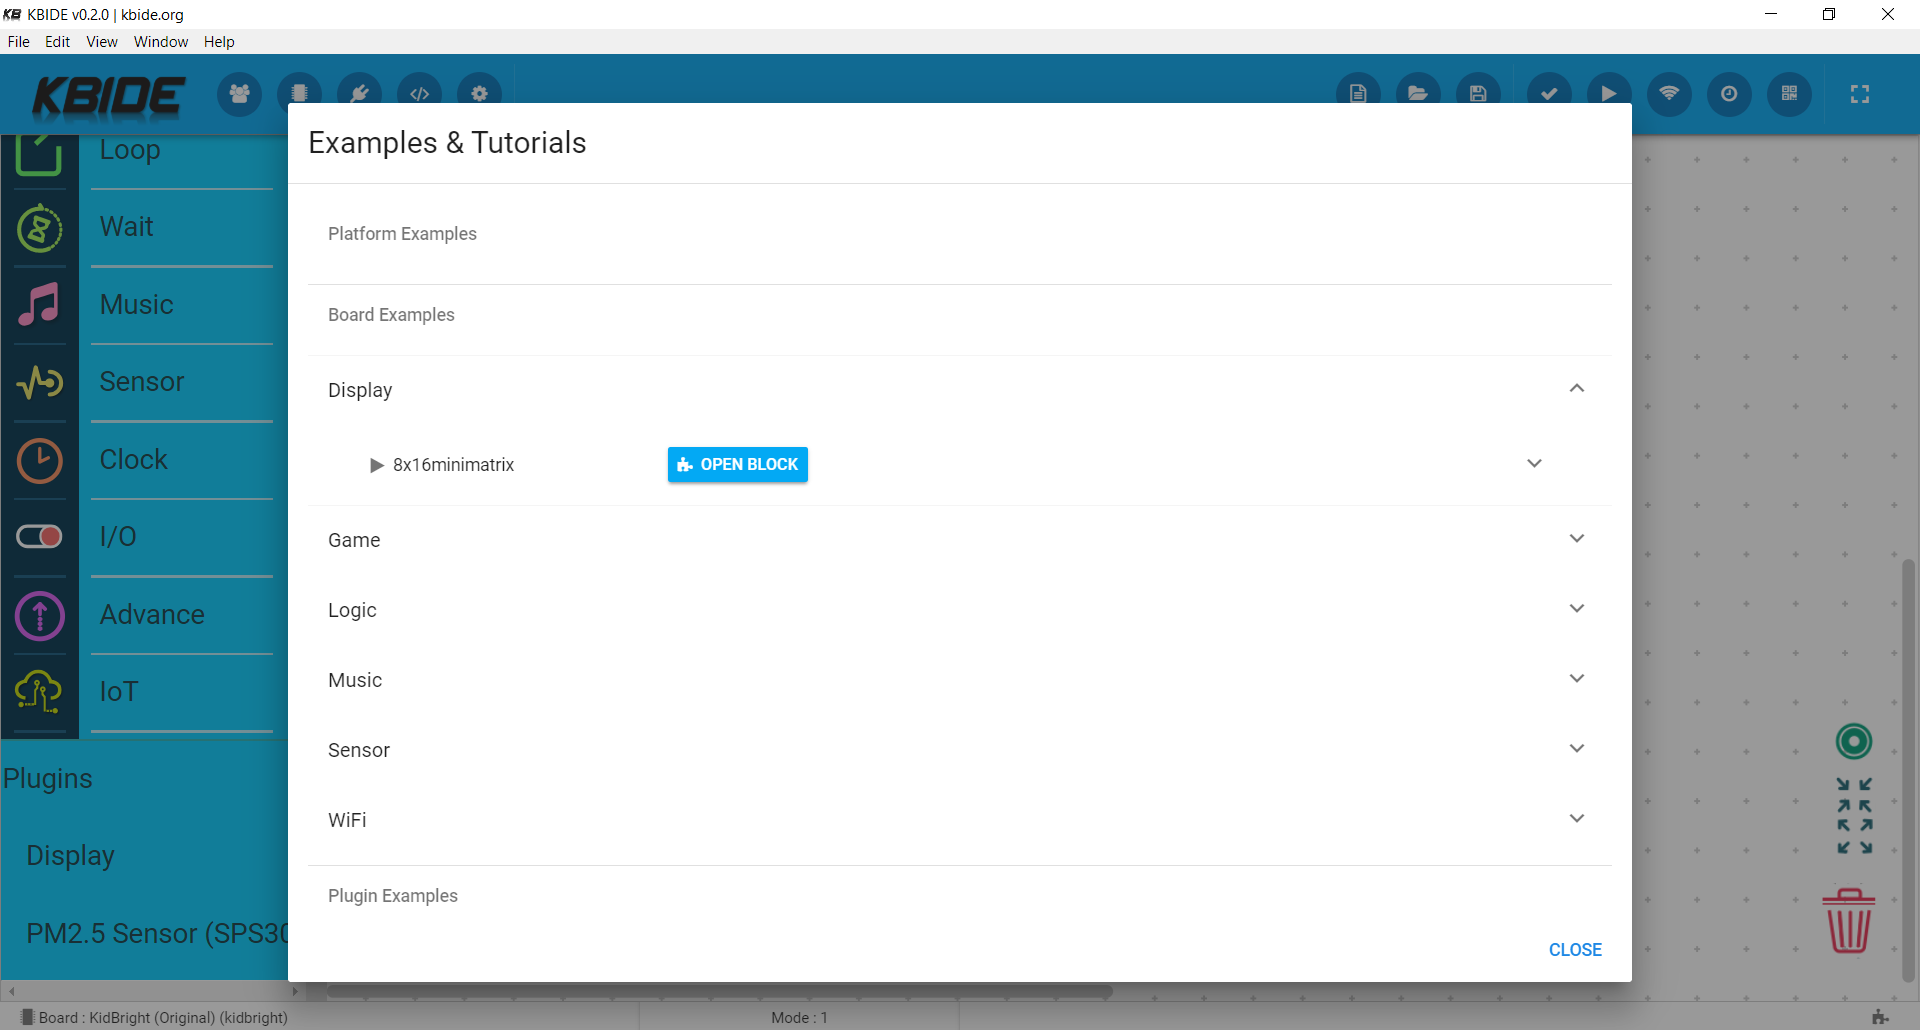 KBIDE v0.2.0 | kbide.org
File Edit View Window Help
KBIDE
Loop
Wait
Music
Sensor
Clock
I/O
Advance
IoT
Plugins
Display
PM2.5 Sensor (SPS30
Examples & Tutorials
Platform Examples
Board Examples
Display
8x16minimatrix OPEN BLOCK
Game
Logic
Music
Sensor
WiFi
Plugin Examples
CLOSE
Board : KidBright (Original) (kidbright) Mode : 1